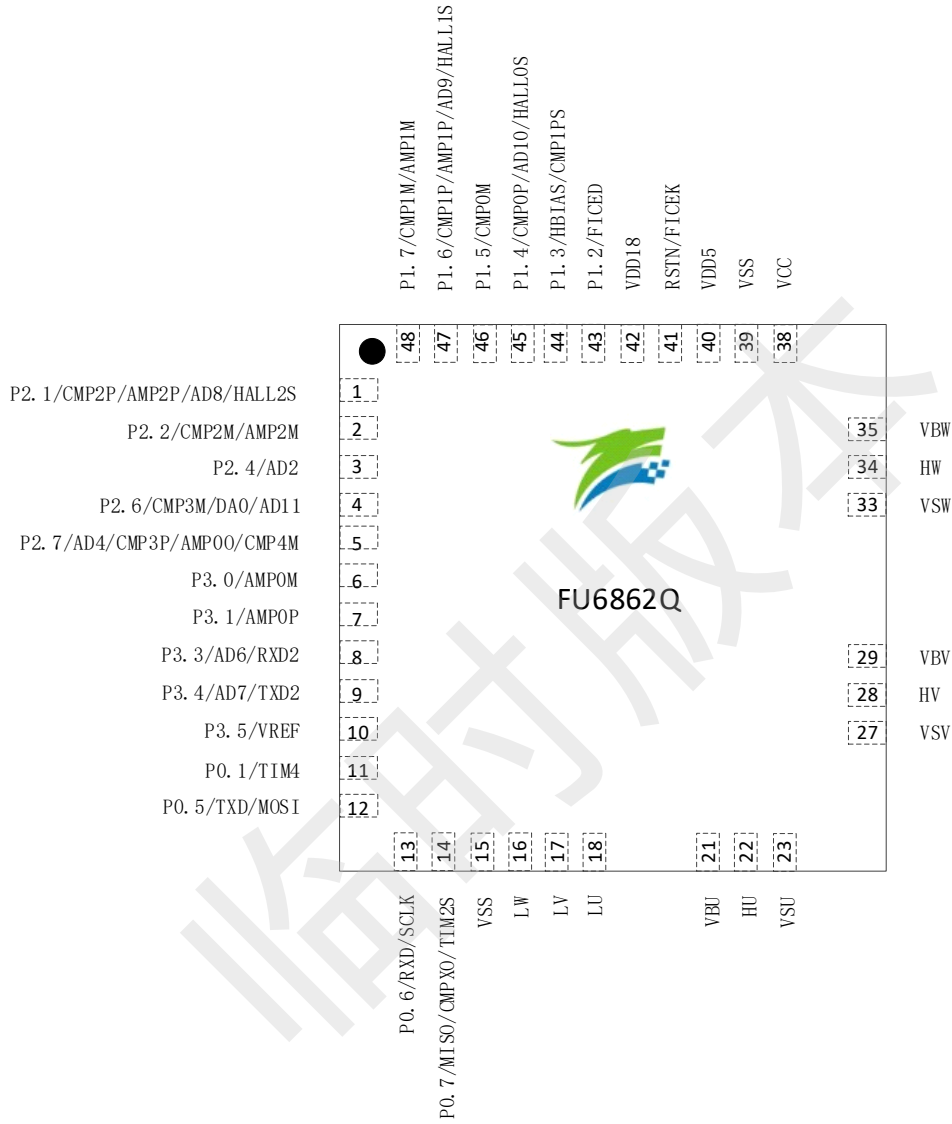 P1.7/CMP1M/AMP1M
P1.6/CMP1P/AMP1P/AD9/HALL1S
P1.5/CMP0M
P1.4/CMP0P/AD10/HALL0S
P1.3/HBIAS/CMP1PS
P1.2/FICED
VDD18
RSTN/FICEK
VDD5
VSS
VCC
48
47
46
45
44
43
42
41
40
39
38
P2.1/CMP2P/AMP2P/AD8/HALL2S 1
P2.2/CMP2M/AMP2M 2
P2.4/AD2 3
P2.6/CMP3M/DA0/AD11 4
P2.7/AD4/CMP3P/AMP0O/CMP4M 5
P3.0/AMP0M 6
P3.1/AMP0P 7
P3.3/AD6/RXD2 8
P3.4/AD7/TXD2 9
P3.5/VREF 10
P0.1/TIM4 11
P0.5/TXD/MOSI 12
35 VBW
34 HW
33 VSW
FU6862Q
29 VBV
28 HV
27 VSV
13
14
15
16
17
18
21
22
23
P0.6/RXD/SCLK
P0.7/MISO/CMPXO/TIM2S
VSS
LW
LV
LU
VBU
HU
VSU
临时版本